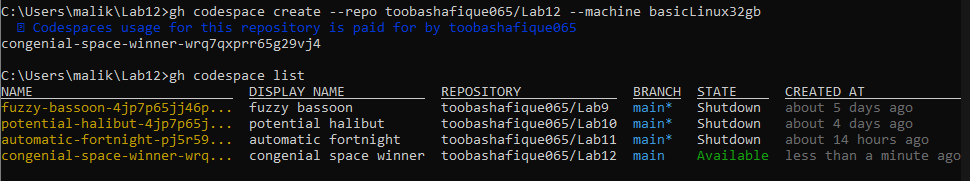 C:\Users\malik\Lab12>gh codespace create --repo toobashafique065/Lab12 --machine basicLinux32gb
Codespaces usage for this repository is paid for by toobashafique065
congenial-space-winner-wrq7qxprr65g29vj4
C:\Users\malik\Lab12>gh codespace list
NAME DISPLAY NAME REPOSITORY BRANCH STATE CREATED AT
fuzzy-bassoon-4jp7p65jj46p... fuzzy bassoon toobashafique065/Lab9 main* Shutdown about 5 days ago
potential-halibut-4jp7p65j... potential halibut toobashafique065/Lab10 main* Shutdown about 4 days ago
automatic-fortnight-pj5r59... automatic fortnight toobashafique065/Lab11 main* Shutdown about 14 hours ago
congenial-space-winner-wrq... congenial space winner toobashafique065/Lab12 main Available less than a minute ago